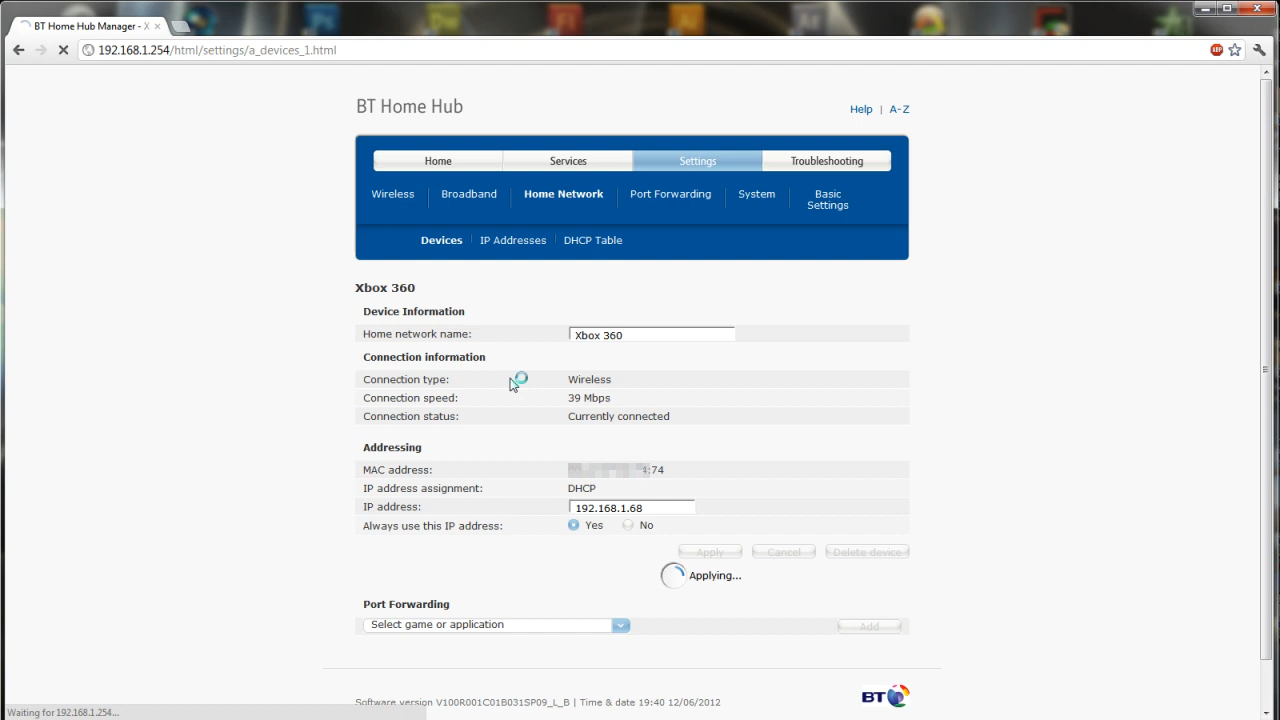 BT Home Hub Manager - X
192.168.1.254/html/settings/a_devices_1.html
ABP
BT Home Hub
Help | A-Z
Home Services Settings Troubleshooting
Wireless Broadband Home Network Port Forwarding System Basic Settings
Devices IP Addresses DHCP Table
Xbox 360
Device Information
Home network name: Xbox 360
Connection information
Connection type: Wireless
Connection speed: 39 Mbps
Connection status: Currently connected
Addressing
MAC address: :74
IP address assignment: DHCP
IP address: 192.168.1.68
Always use this IP address: Yes No
Apply Cancel Delete device
Applying...
Port Forwarding
Select game or application Add
Software version V100R001C01B031SP09_L_B | Time & date 19:40 12/06/2012
BT
Waiting for 192.168.1.254...